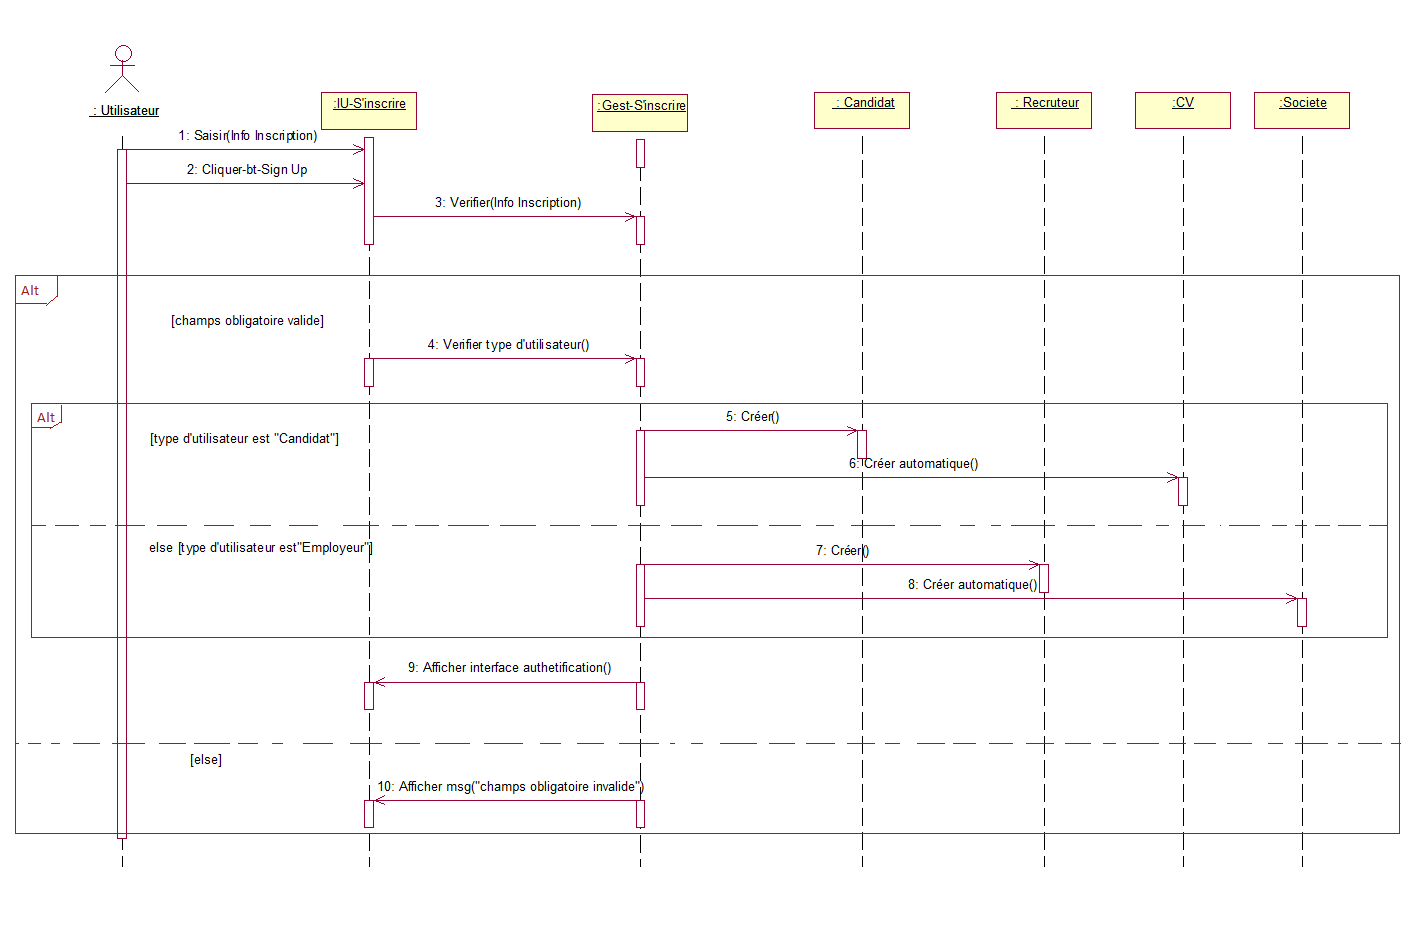 : Utilisateur
:IU-S'inscrire
:Gest-S'inscrire
: Candidat
: Recruteur
:CV
:Societe
1: Saisir(Info Inscription)
2: Cliquer-bt-Sign Up
3: Verifier(Info Inscription)
Alt
[champs obligatoire valide]
4: Verifier type d'utilisateur()
Alt
[type d'utilisateur est "Candidat"]
5: Créer()
6: Créer automatique()
else [type d'utilisateur est"Employeur"]
7: Créer()
8: Créer automatique()
9: Afficher interface authetification()
[else]
10: Afficher msg("champs obligatoire invalide")